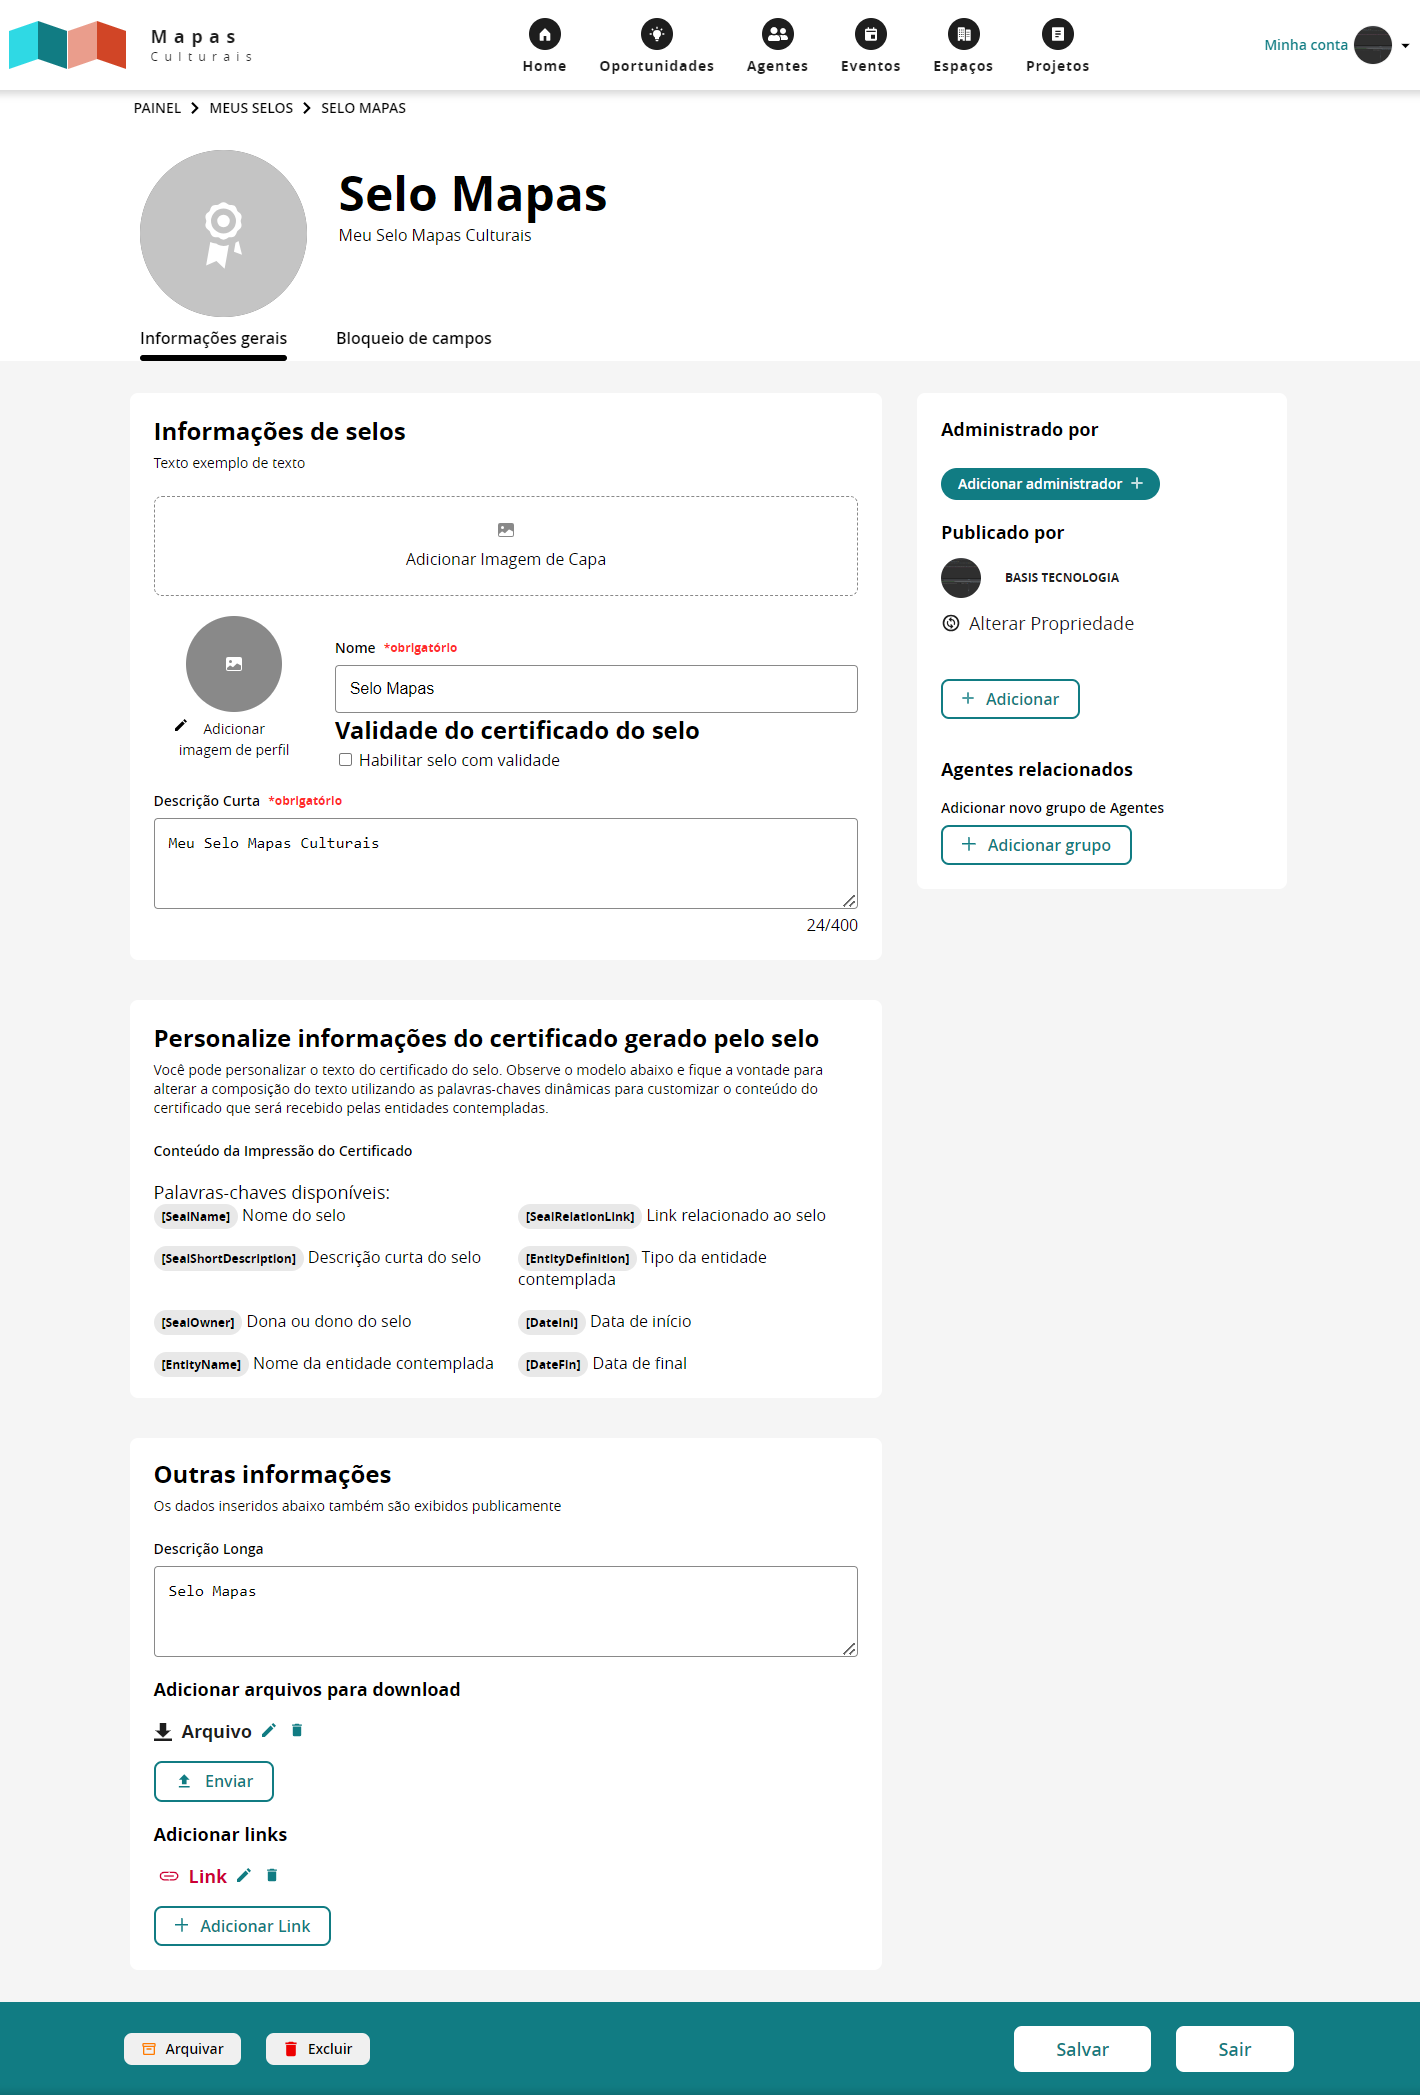 Mapas
Culturais
Home
Oportunidades
Agentes
Eventos
Espaços
Projetos
Minha conta
PAINEL > MEUS SELOS > SELO MAPAS
Selo Mapas
Meu Selo Mapas Culturais
Informações gerais
Bloqueio de campos
Informações de selos
Texto exemplo de texto
Adicionar Imagem de Capa
Adicionar
imagem de perfil
Nome *obrigatório
Selo Mapas
Validade do certificado do selo
Habilitar selo com validade
Descrição Curta *obrigatório
Meu Selo Mapas Culturais
24/400
Administrado por
Adicionar administrador +
Publicado por
BASIS TECNOLOGIA
Alterar Propriedade
+ Adicionar
Agentes relacionados
Adicionar novo grupo de Agentes
+ Adicionar grupo
Personalize informações do certificado gerado pelo selo
Você pode personalizar o texto do certificado do selo. Observe o modelo abaixo e fique a vontade para
alterar a composição do texto utilizando as palavras-chaves dinâmicas para customizar o conteúdo do
certificado que será recebido pelas entidades contempladas.
Conteúdo da Impressão do Certificado
Palavras-chaves disponíveis:
[SealName] Nome do selo
[SealRelationLink] Link relacionado ao selo
[SealShortDescription] Descrição curta do selo
[EntityDefinition] Tipo da entidade
contemplada
[SealOwner] Dona ou dono do selo
[DateIni] Data de início
[EntityName] Nome da entidade contemplada
[DateFin] Data de final
Outras informações
Os dados inseridos abaixo também são exibidos publicamente
Descrição Longa
Selo Mapas
Adicionar arquivos para download
Arquivo
Enviar
Adicionar links
Link
+ Adicionar Link
Arquivar
Excluir
Salvar
Sair